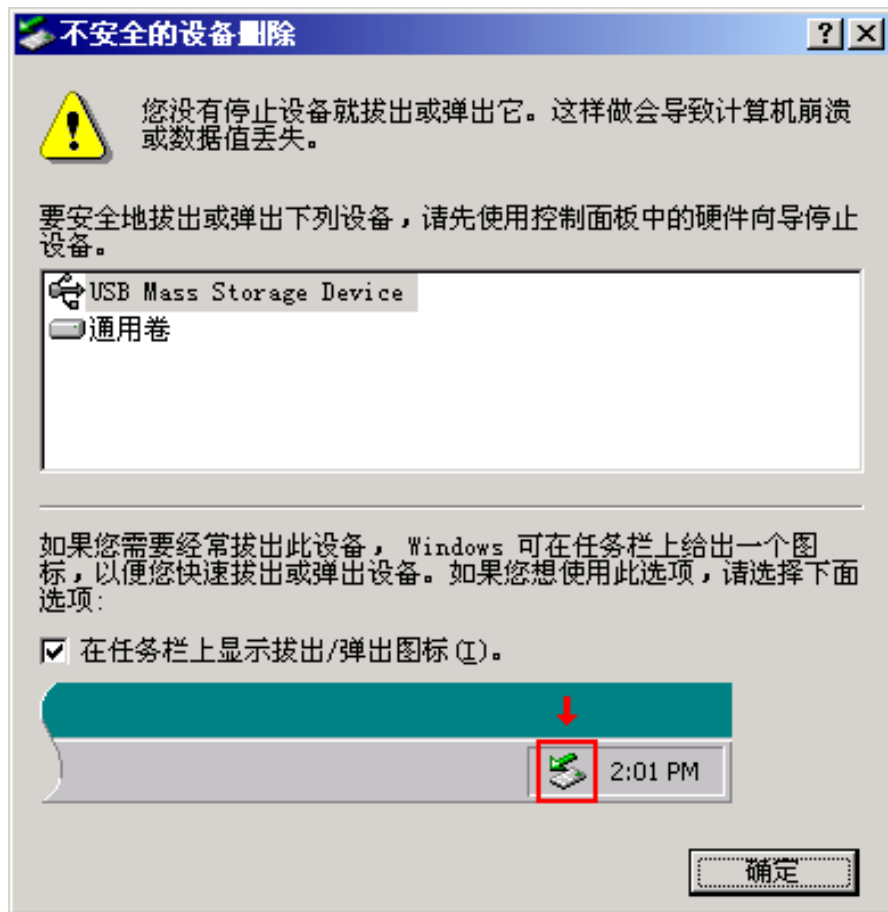 不安全的设备删除
您没有停止设备就拔出或弹出它。这样做会导致计算机崩溃
或数据值丢失。
要安全地拔出或弹出下列设备，请先使用控制面板中的硬件向导停止
设备。
USB Mass Storage Device
通用卷
如果您需要经常拔出此设备， Windows 可在任务栏上给出一个图
标，以便您快速拔出或弹出设备。如果您想使用此选项，请选择下面
选项:
在任务栏上显示拔出/弹出图标(I)。
2:01 PM
确定